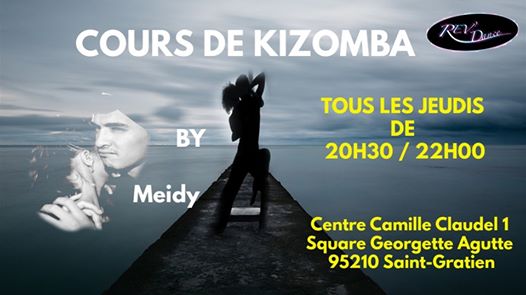 COURS DE KIZOMBA
REV'
Dance
TOUS LES JEUDIS
DE
20H30 / 22H00
BY
Meidy
Centre Camille Claudel 1
Square Georgette Agutte
95210 Saint-Gratien